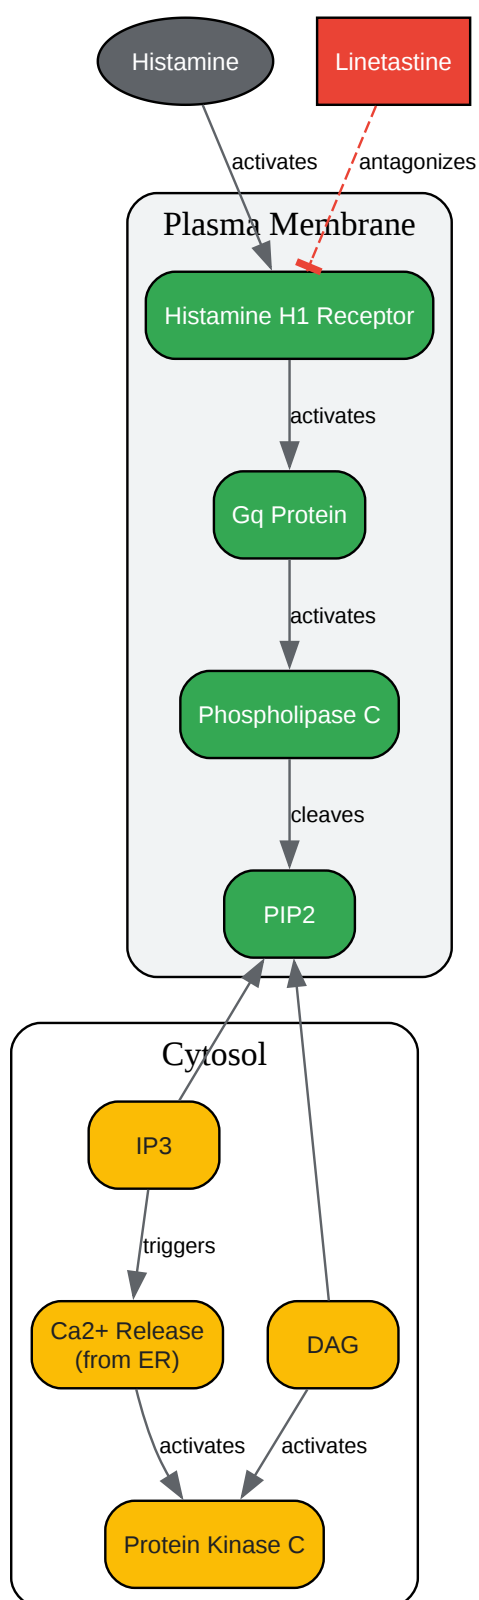 Histamine
Linetastine
activates
antagonizes
Plasma Membrane
Histamine H1 Receptor
activates
Gq Protein
activates
Phospholipase C
cleaves
PIP2
Cytosol
IP3
triggers
Ca2+ Release
(from ER)
DAG
activates
activates
Protein Kinase C